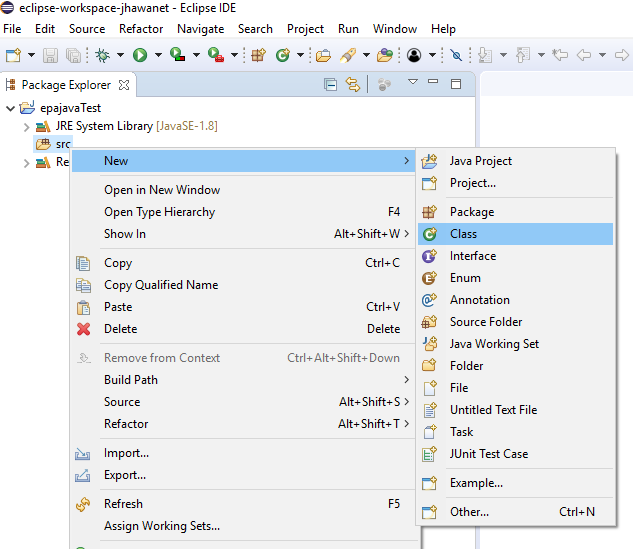 eclipse-workspace-jhawanet - Eclipse IDE
File Edit Source Refactor Navigate Search Project Run Window Help
Package Explorer
epajavaTest
JRE System Library [JavaSE-1.8]
src
Re
New
Open in New Window
Open Type Hierarchy F4
Show In Alt+Shift+W >
Copy Ctrl+C
Copy Qualified Name
Paste Ctrl+V
Delete Delete
Remove from Context Ctrl+Alt+Shift+Down
Build Path
Source Alt+Shift+S >
Refactor Alt+Shift+T >
Import...
Export...
Refresh F5
Assign Working Sets...
Java Project
Project...
Package
Class
Interface
Enum
Annotation
Source Folder
Java Working Set
Folder
File
Untitled Text File
Task
JUnit Test Case
Example...
Other... Ctrl+N